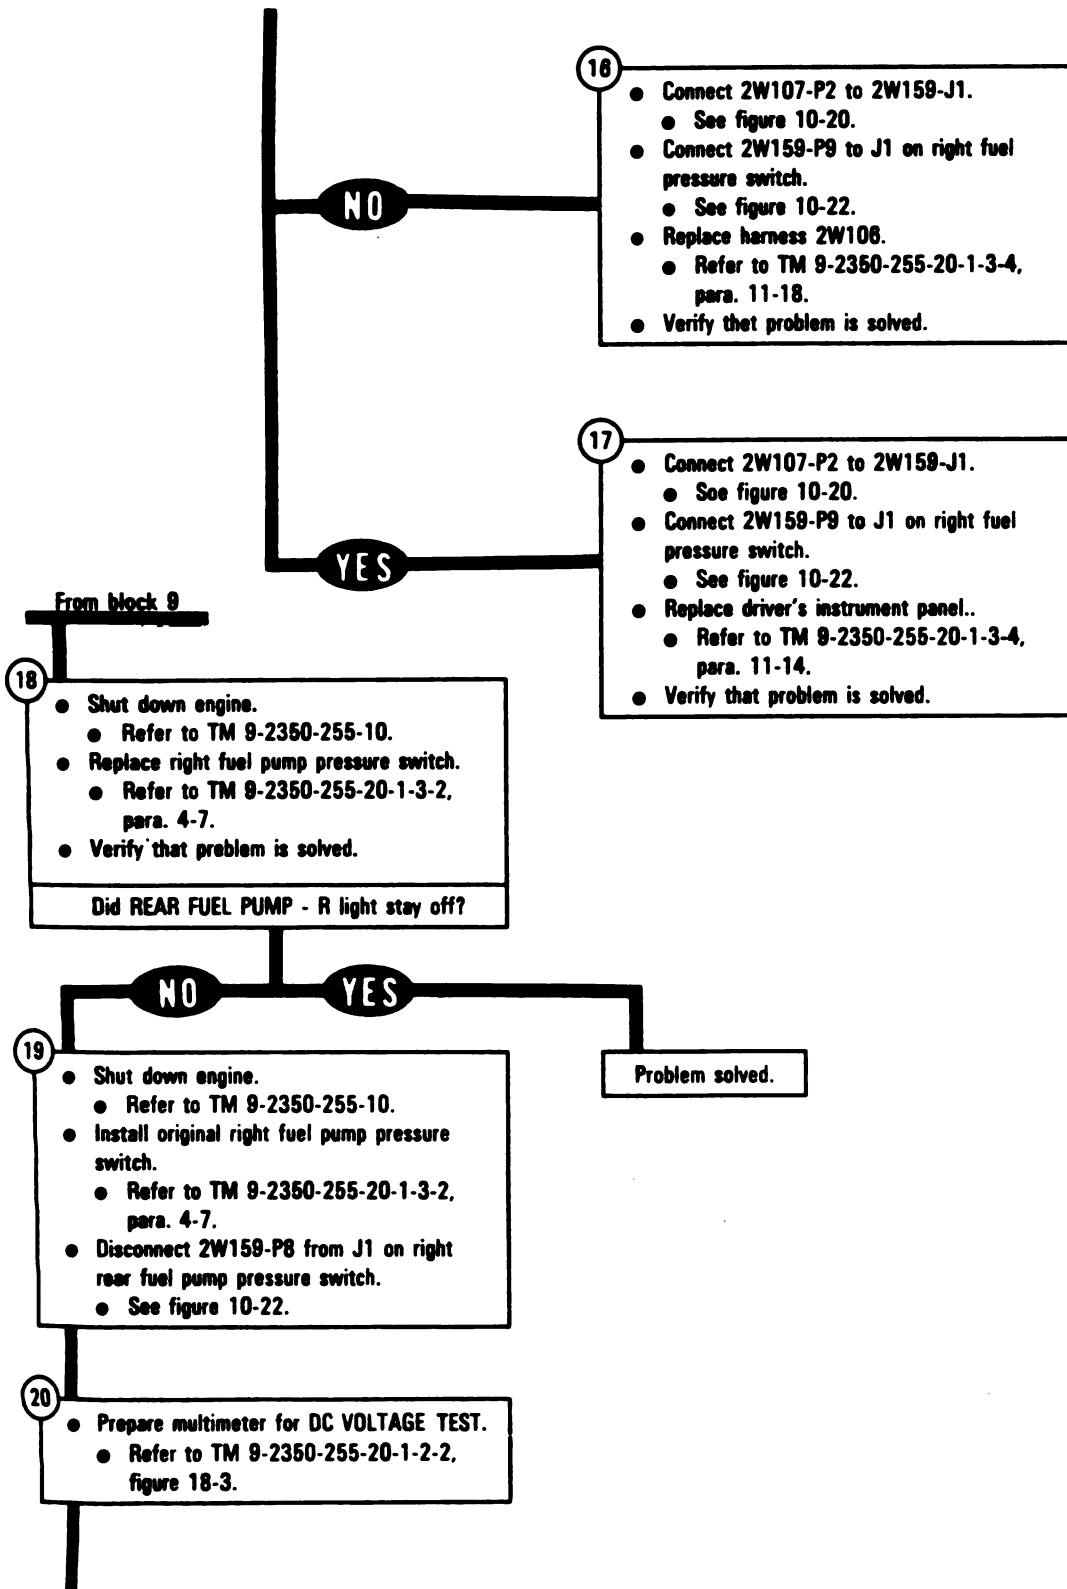 16
● Connect 2W107-P2 to 2W159-J1.
● See figure 10-20.
● Connect 2W159-P9 to J1 on right fuel
pressure switch.
● See figure 10-22.
● Replace harness 2W106.
● Refer to TM 9-2350-255-20-1-3-4,
para. 11-18.
● Verify thet problem is solved.
NO
17
● Connect 2W107-P2 to 2W159-J1.
● Soe figure 10-20.
● Connect 2W159-P9 to J1 on right fuel
pressure switch.
● See figure 10-22.
● Replace driver's instrument panel..
● Refer to TM 9-2350-255-20-1-3-4,
para. 11-14.
● Verify that problem is solved.
YES
From block 9
18
● Shut down engine.
● Refer to TM 9-2350-255-10.
● Replace right fuel pump pressure switch.
● Refer to TM 9-2350-255-20-1-3-2,
para. 4-7.
● Verify that preblem is solved.
Did REAR FUEL PUMP - R light stay off?
NO YES
19
● Shut down engine.
● Refer to TM 9-2350-255-10.
● Install original right fuel pump pressure
switch.
● Refer to TM 9-2350-255-20-1-3-2,
para. 4-7.
● Disconnect 2W159-P8 from J1 on right
rear fuel pump pressure switch.
● See figure 10-22.
Problem solved.
20
● Prepare multimeter for DC VOLTAGE TEST.
● Refer to TM 9-2350-255-20-1-2-2,
figure 18-3.